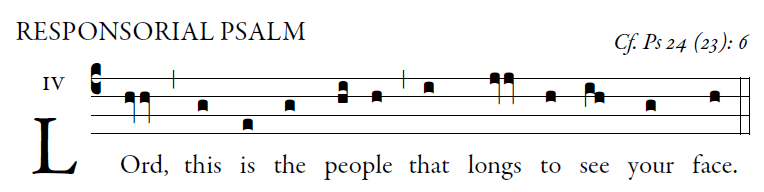 RESPONSORIAL PSALM
Cf. Ps 24 (23): 6
IV
LOrd, this is the people that longs to see your face.